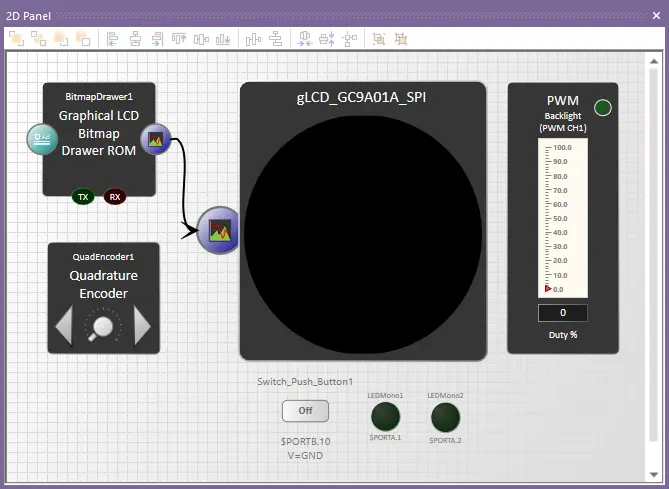 2D Panel
BitmapDrawer1
Graphical LCD
Bitmap
Drawer ROM
TX
RX
gLCD_GC9A01A_SPI
PWM
Backlight
(PWM CH1)
100.0
90.0
80.0
70.0
60.0
50.0
40.0
30.0
20.0
10.0
0.0
0
Duty %
QuadEncoder1
Quadrature
Encoder
Switch_Push_Button1
Off
$PORTB.10
V=GND
LEDMono1
$PORTA.1
LEDMono2
$PORTA.2